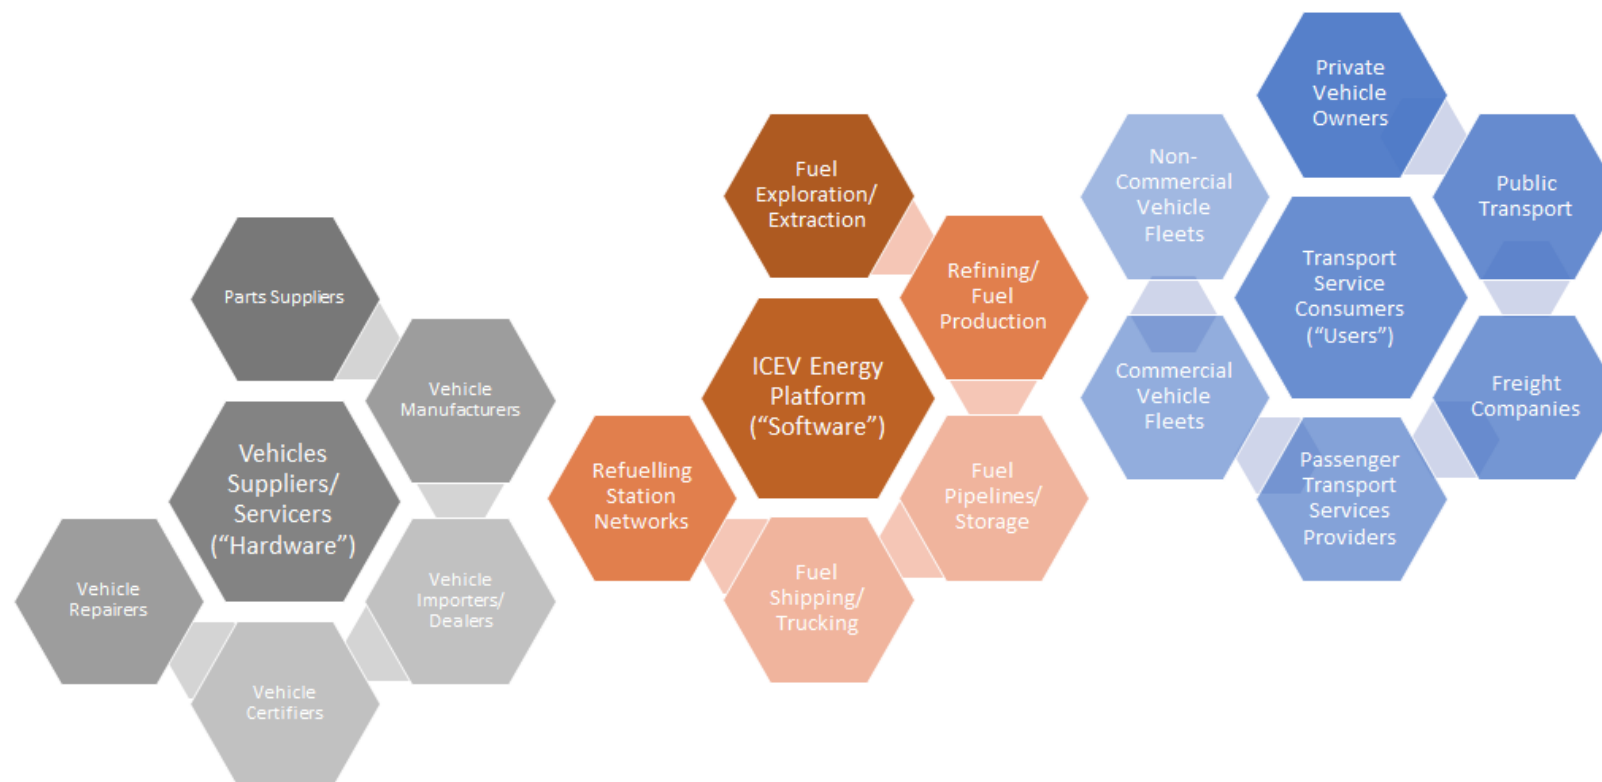 Parts Suppliers
Vehicle
Manufacturers
Vehicles
Suppliers/
Servicers
(“Hardware”)
Vehicle
Importers/
Dealers
Vehicle
Certifiers
Vehicle
Repairers
Fuel
Exploration/
Extraction
Refining/
Fuel
Production
ICEV Energy
Platform
(“Software”)
Fuel
Pipelines/
Storage
Fuel
Shipping/
Trucking
Refuelling
Station
Networks
Private
Vehicle
Owners
Public
Transport
Transport
Service
Consumers
(“Users”)
Freight
Companies
Passenger
Transport
Services
Providers
Commercial
Vehicle
Fleets
Non-
Commercial
Vehicle
Fleets